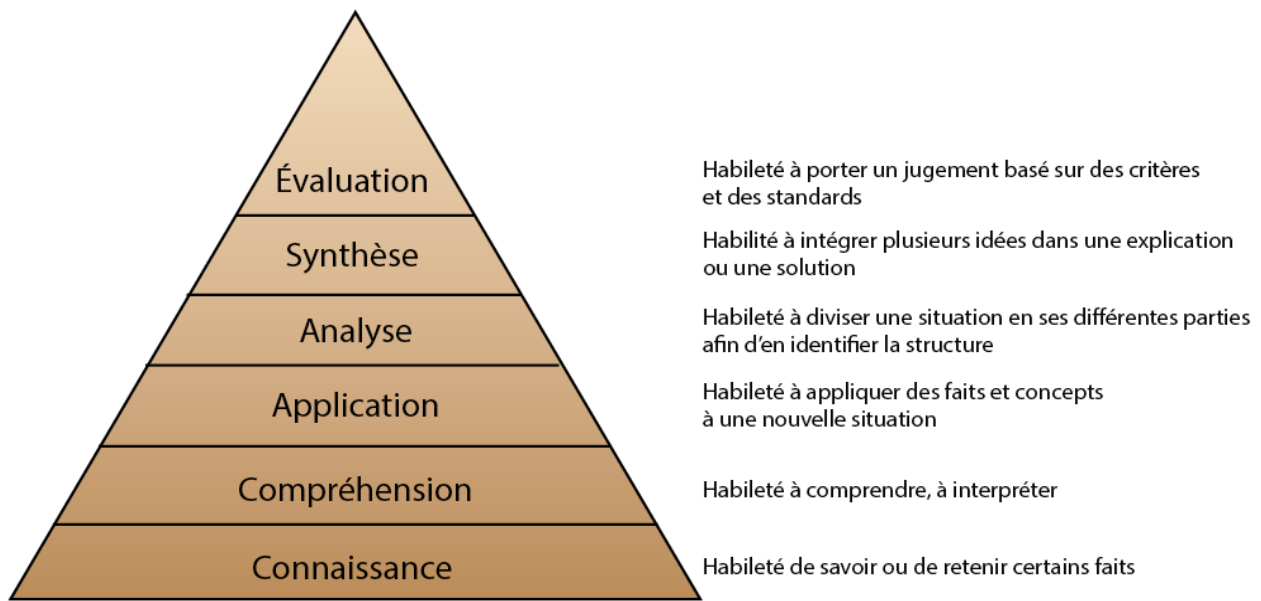 Évaluation
Habileté à porter un jugement basé sur des critères
et des standards
Synthèse
Habilité à intégrer plusieurs idées dans une explication
ou une solution
Analyse
Habileté à diviser une situation en ses différentes parties
afin d'en identifier la structure
Application
Habileté à appliquer des faits et concepts
à une nouvelle situation
Compréhension
Habileté à comprendre, à interpréter
Connaissance
Habileté de savoir ou de retenir certains faits